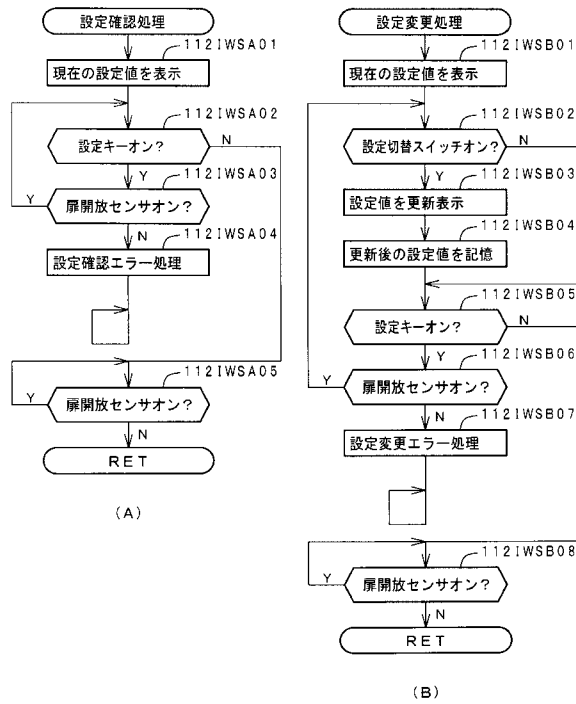 設定確認処理
112IWSA01
現在の設定値を表示
112IWSA02
設定キーオン?
N
Y
112IWSA03
扉開放センサオン?
Y
N
112IWSA04
設定確認エラー処理
112IWSA05
扉開放センサオン?
Y
N
RET
(A)
設定変更処理
112IWSB01
現在の設定値を表示
112IWSB02
設定切替スイッチオン?
N
Y
112IWSB03
設定値を更新表示
112IWSB04
更新後の設定値を記憶
112IWSB05
設定キーオン?
N
Y
112IWSB06
扉開放センサオン?
Y
N
112IWSB07
設定変更エラー処理
112IWSB08
扉開放センサオン?
Y
N
RET
(B)